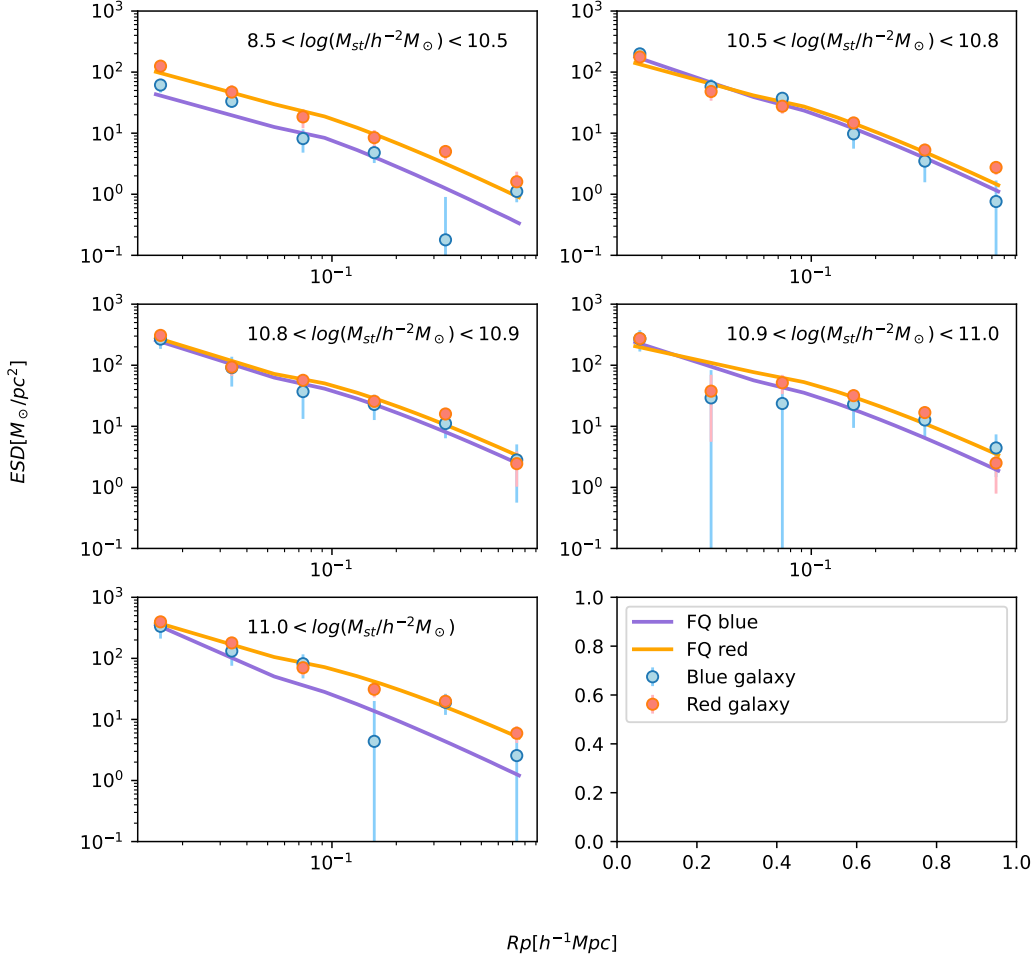 10³ 10² 10¹ 10⁰ 10⁻¹
8.5 < log(M_st/h⁻²M_⊙) < 10.5
10⁻¹
10³ 10² 10¹ 10⁰ 10⁻¹
10.5 < log(M_st/h⁻²M_⊙) < 10.8
10⁻¹
ESD[M_⊙/pc²]
10³ 10² 10¹ 10⁰ 10⁻¹
10.8 < log(M_st/h⁻²M_⊙) < 10.9
10⁻¹
10³ 10² 10¹ 10⁰ 10⁻¹
10.9 < log(M_st/h⁻²M_⊙) < 11.0
10⁻¹
10³ 10² 10¹ 10⁰ 10⁻¹
11.0 < log(M_st/h⁻²M_⊙)
10⁻¹
1.0 0.8 0.6 0.4 0.2 0.0
FQ blue
FQ red
Blue galaxy
Red galaxy
0.0 0.2 0.4 0.6 0.8 1.0
Rp[h⁻¹Mpc]